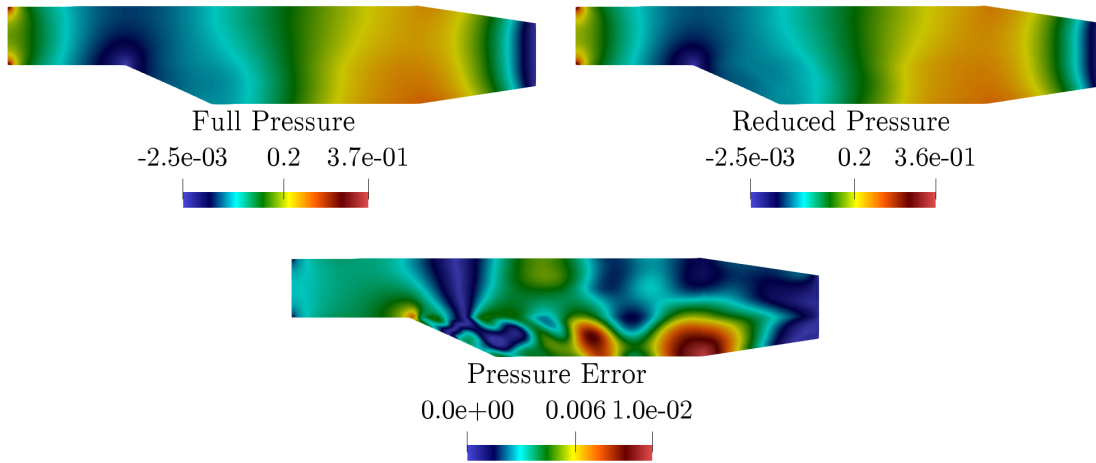 Full Pressure
-2.5e-03 0.2 3.7e-01
Reduced Pressure
-2.5e-03 0.2 3.6e-01
Pressure Error
0.0e+00 0.006 1.0e-02